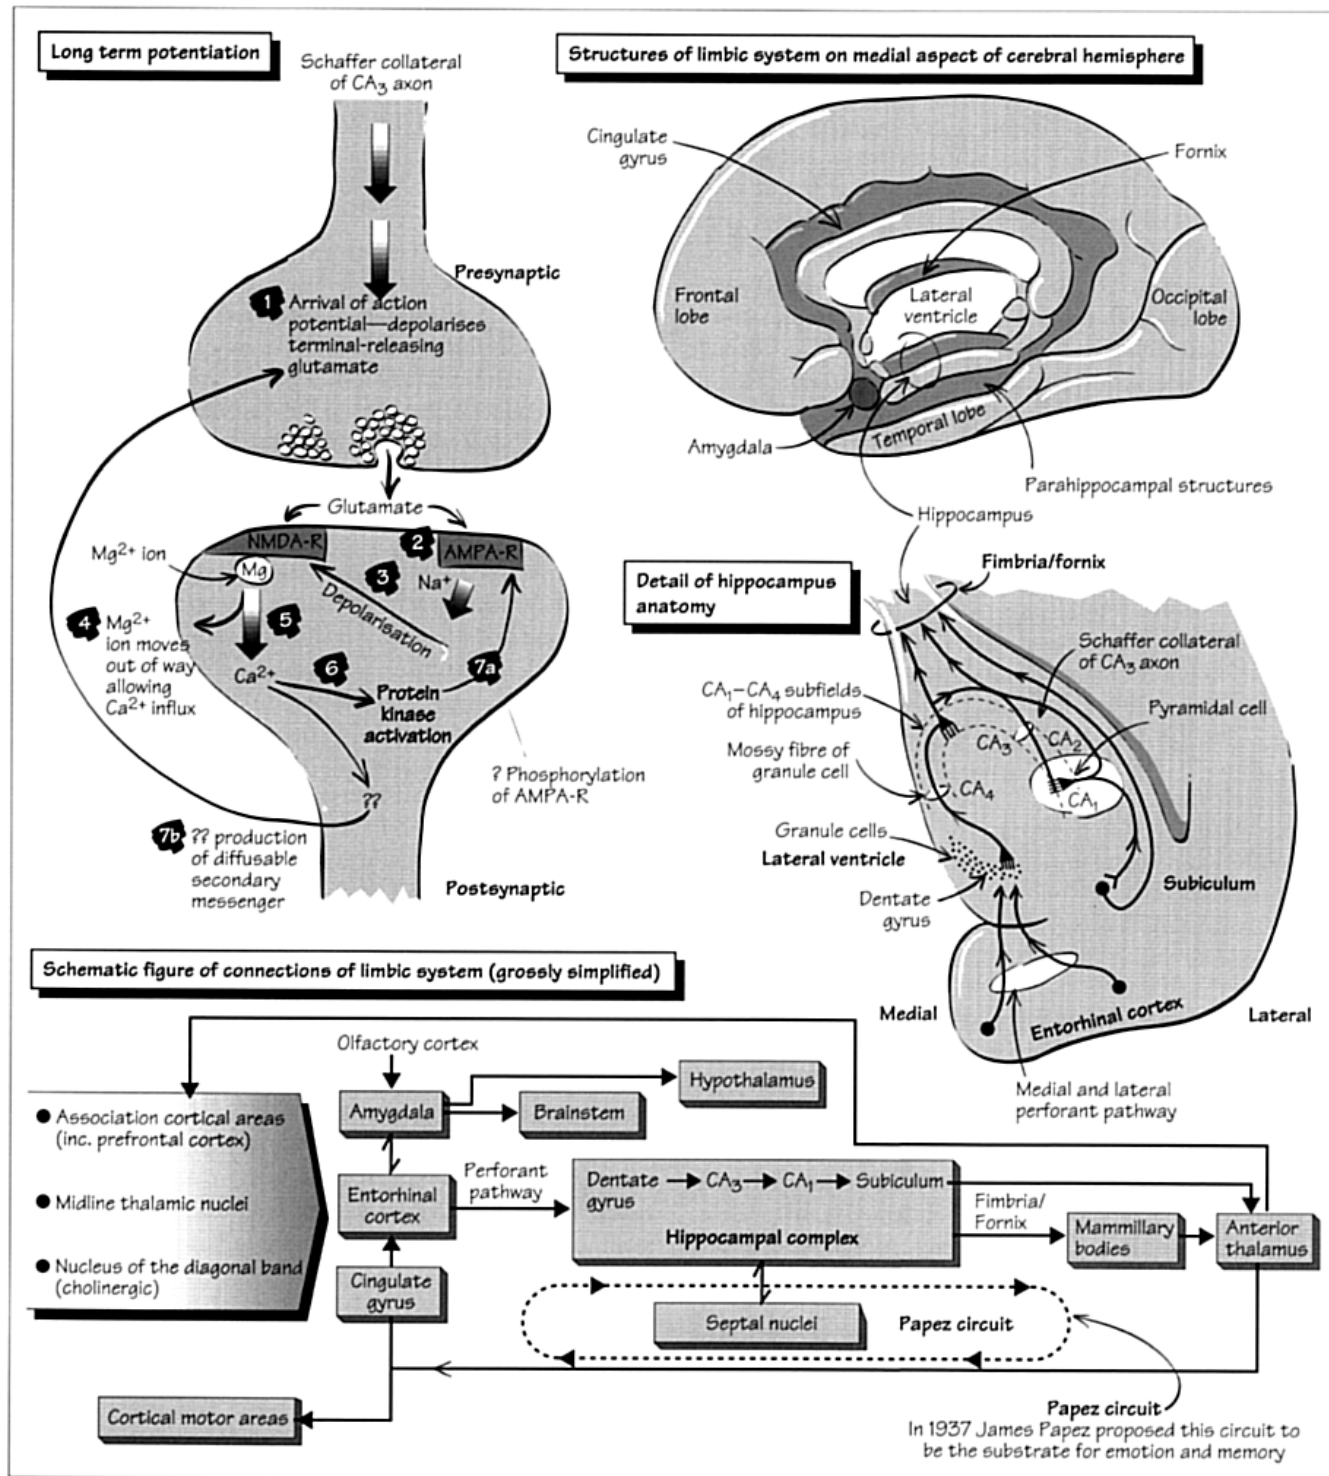 Long term potentiation
Schaffer collateral
of CA₃ axon
Presynaptic
1 Arrival of action
potential—depolarises
terminal-releasing
glutamate
Glutamate
NMDA-R
2
AMPA-R
Mg²⁺ ion
Mg
3
Na⁺
Depolarisation
4 Mg²⁺
ion moves
out of way
allowing
Ca²⁺ influx
5
Ca²⁺
6
7a
Protein
kinase
activation
? Phosphorylation
of AMPA-R
??
7b ?? production
of diffusable
secondary
messenger
Postsynaptic
Structures of limbic system on medial aspect of cerebral hemisphere
Cingulate
gyrus
Fornix
Frontal
lobe
Lateral
ventricle
Occipital
lobe
Temporal lobe
Amygdala
Parahippocampal structures
Hippocampus
Detail of hippocampus
anatomy
Fimbria/fornix
Schaffer collateral
of CA₃ axon
CA₁–CA₄ subfields
of hippocampus
Pyramidal cell
CA₃
CA₂
Mossy fibre of
granule cell
CA₄
CA₁
Granule cells
Lateral ventricle
Subiculum
Dentate
gyrus
Medial
Entorhinal cortex
Lateral
Medial and lateral
perforant pathway
Schematic figure of connections of limbic system (grossly simplified)
Olfactory cortex
Hypothalamus
Amygdala
Brainstem
● Association cortical areas
(inc. prefrontal cortex)
● Midline thalamic nuclei
● Nucleus of the diagonal band
(cholinergic)
Entorhinal
cortex
Perforant
pathway
Dentate
gyrus
CA₃
CA₁
Subiculum
Hippocampal complex
Fimbria/
Fornix
Mammillary
bodies
Anterior
thalamus
Cingulate
gyrus
Septal nuclei
Papez circuit
Cortical motor areas
Papez circuit
In 1937 James Papez proposed this circuit to
be the substrate for emotion and memory